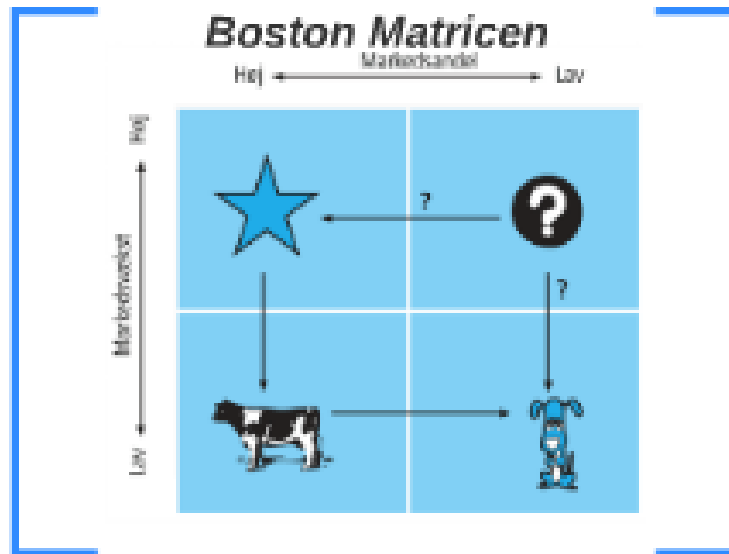 Boston Matricen
Markedsandel
Høj Lav
Høj
?
?
?
Markedsvækst
Lav